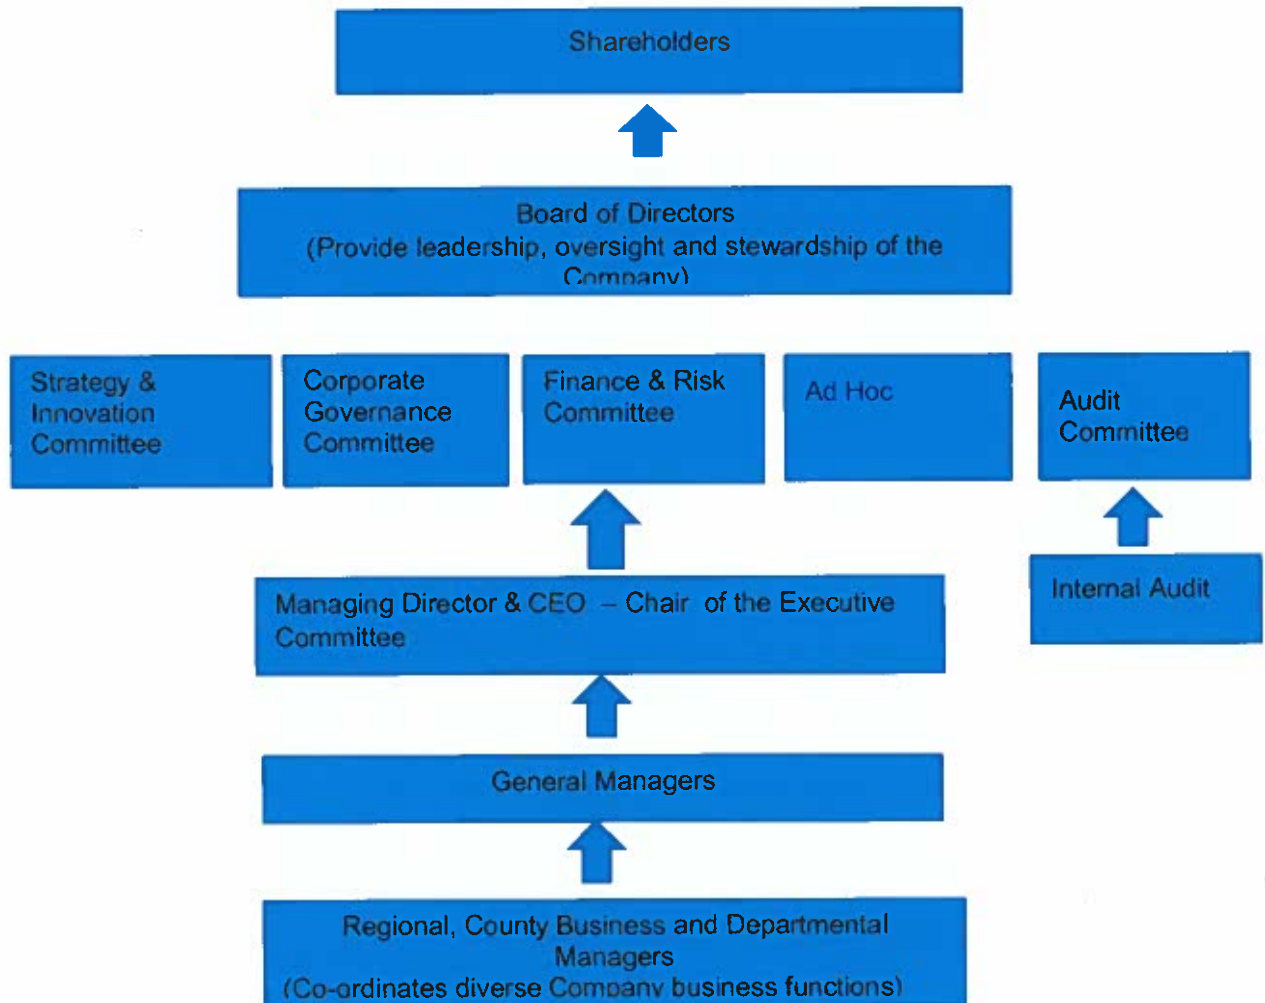 Shareholders
Board of Directors
(Provide leadership, oversight and stewardship of the
Company)
Strategy &
Innovation
Committee
Corporate
Governance
Committee
Finance & Risk
Committee
Ad Hoc
Audit
Committee
Internal Audit
Managing Director & CEO – Chair of the Executive
Committee
General Managers
Regional, County Business and Departmental
Managers
(Co-ordinates diverse Company business functions)